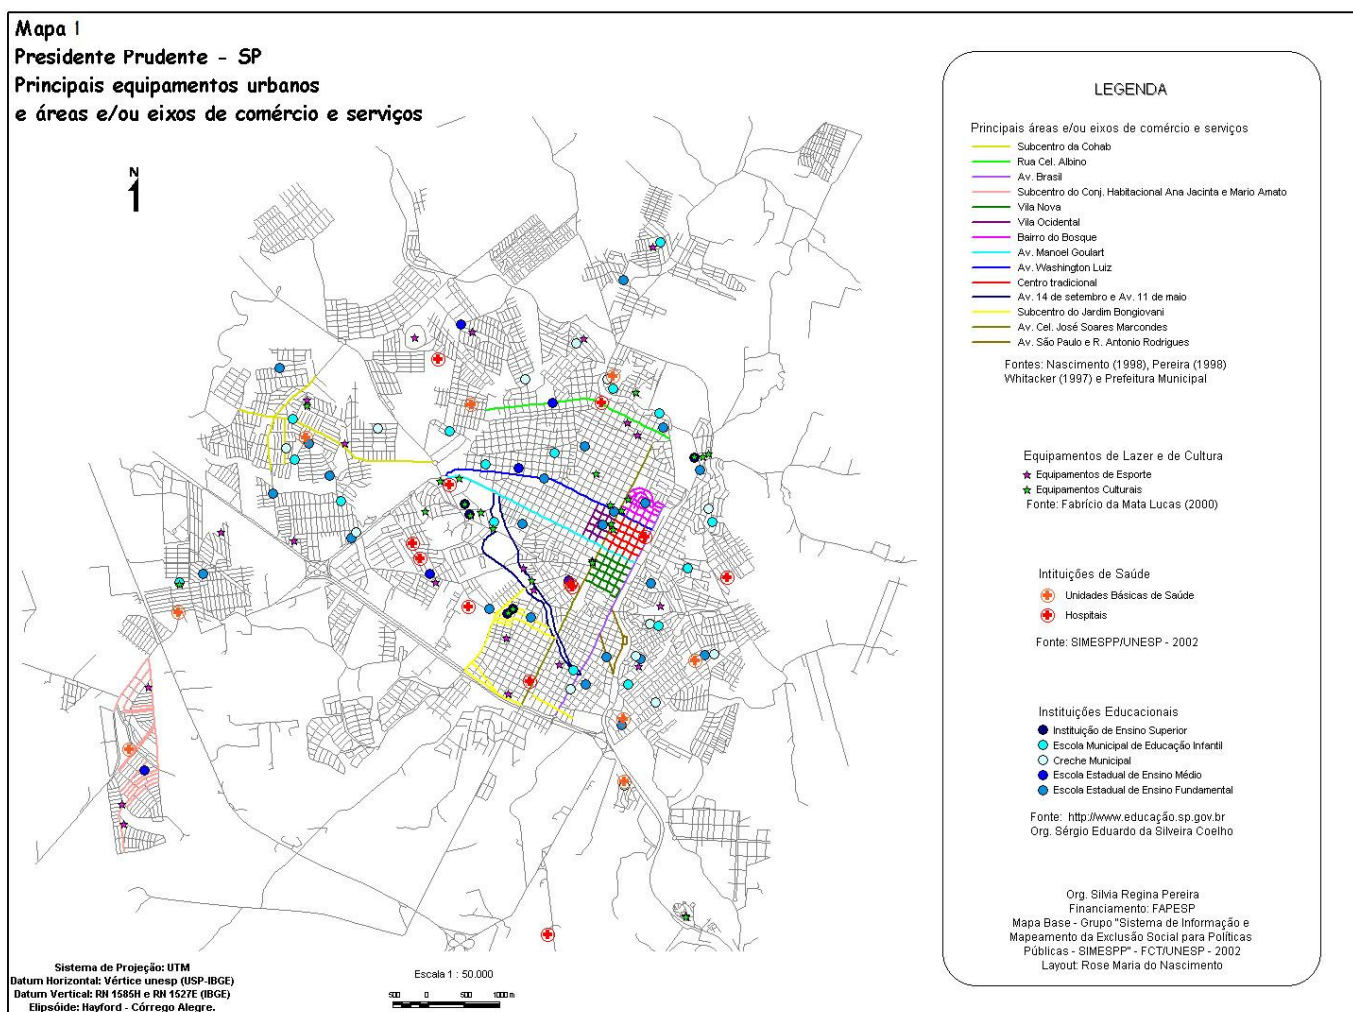 Mapa 1
Presidente Prudente - SP
Principais equipamentos urbanos
e áreas e/ou eixos de comércio e serviços
N
LEGENDA
Principais áreas e/ou eixos de comércio e serviços
Subcentro da Cohab
Rua Cel. Albino
Av. Brasil
Subcentro do Conj. Habitacional Ana Jacinta e Mario Amato
Vila Nova
Vila Ocidental
Bairro do Bosque
Av. Manoel Goulart
Av. Washington Luiz
Centro tradicional
Av. 14 de setembro e Av. 11 de maio
Subcentro do Jardim Bongiovani
Av. Cel. José Soares Marcondes
Av. São Paulo e R. Antonio Rodrigues
Fontes: Nascimento (1998), Pereira (1998)
Whitacker (1997) e Prefeitura Municipal
Equipamentos de Lazer e de Cultura
Equipamentos de Esporte
Equipamentos Culturais
Fonte: Fabrício da Mata Lucas (2000)
Intituições de Saúde
Unidades Básicas de Saúde
Hospitais
Fonte: SIMESPP/UNESP - 2002
Instituições Educacionais
Instituição de Ensino Superior
Escola Municipal de Educação Infantil
Creche Municipal
Escola Estadual de Ensino Médio
Escola Estadual de Ensino Fundamental
Fonte: http://www.educação.sp.gov.br
Org. Sérgio Eduardo da Silveira Coelho
Org. Silvia Regina Pereira
Financiamento: FAPESP
Mapa Base - Grupo "Sistema de Informação e
Mapeamento da Exclusão Social para Políticas
Públicas - SIMESPP" - FCT/UNESP - 2002
Layout: Rose Maria do Nascimento
Sistema de Projeção: UTM
Datum Horizontal: Vértice unesp (USP-IBGE)
Datum Vertical: RN 1585H e RN 1527E (IBGE)
Elipsóide: Hayford - Córrego Alegre.
Escala 1 : 50.000
500 0 500 1000 m